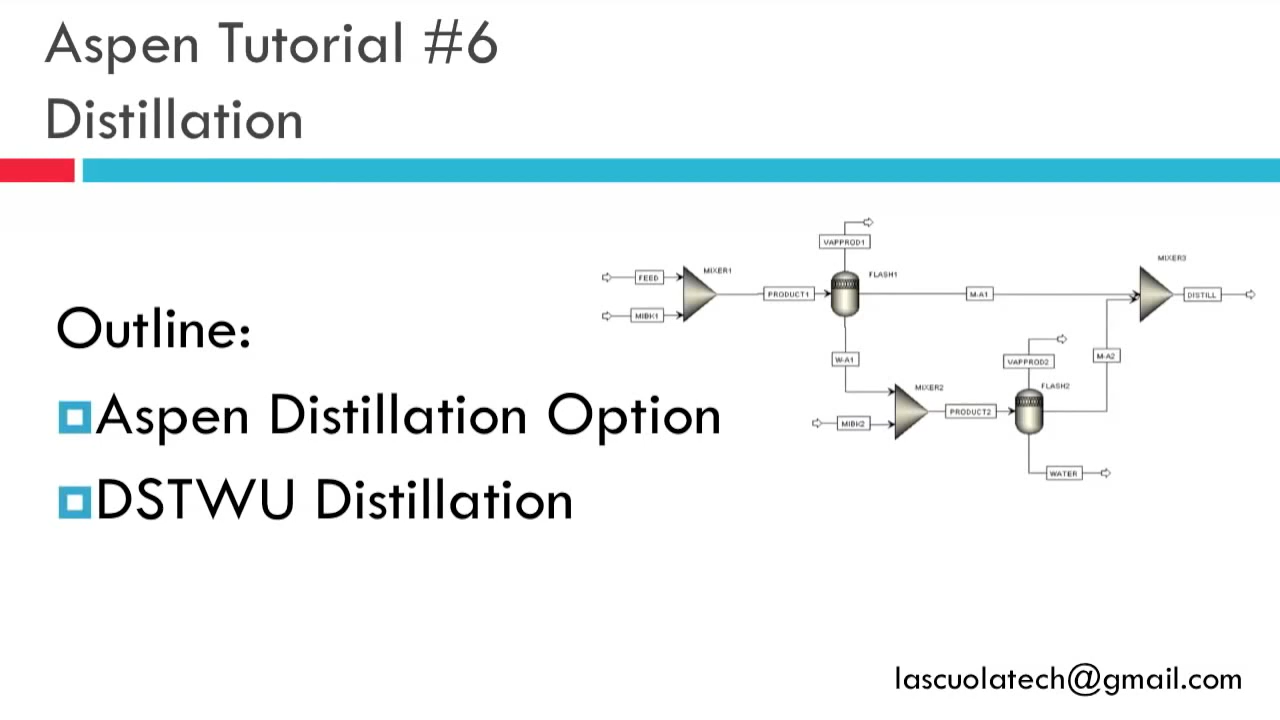 Aspen Tutorial #6
Distillation
Outline:
Aspen Distillation Option
DSTWU Distillation
VAPPROD1
MIXER1
FLASH1
FEED
MIBK1
PRODUCT1
M-A1
MIXER3
DISTILL
W-A1
VAPPROD2
M-A2
MIXER2
FLASH2
PRODUCT2
MIBK2
WATER
lascuolatech@gmail.com